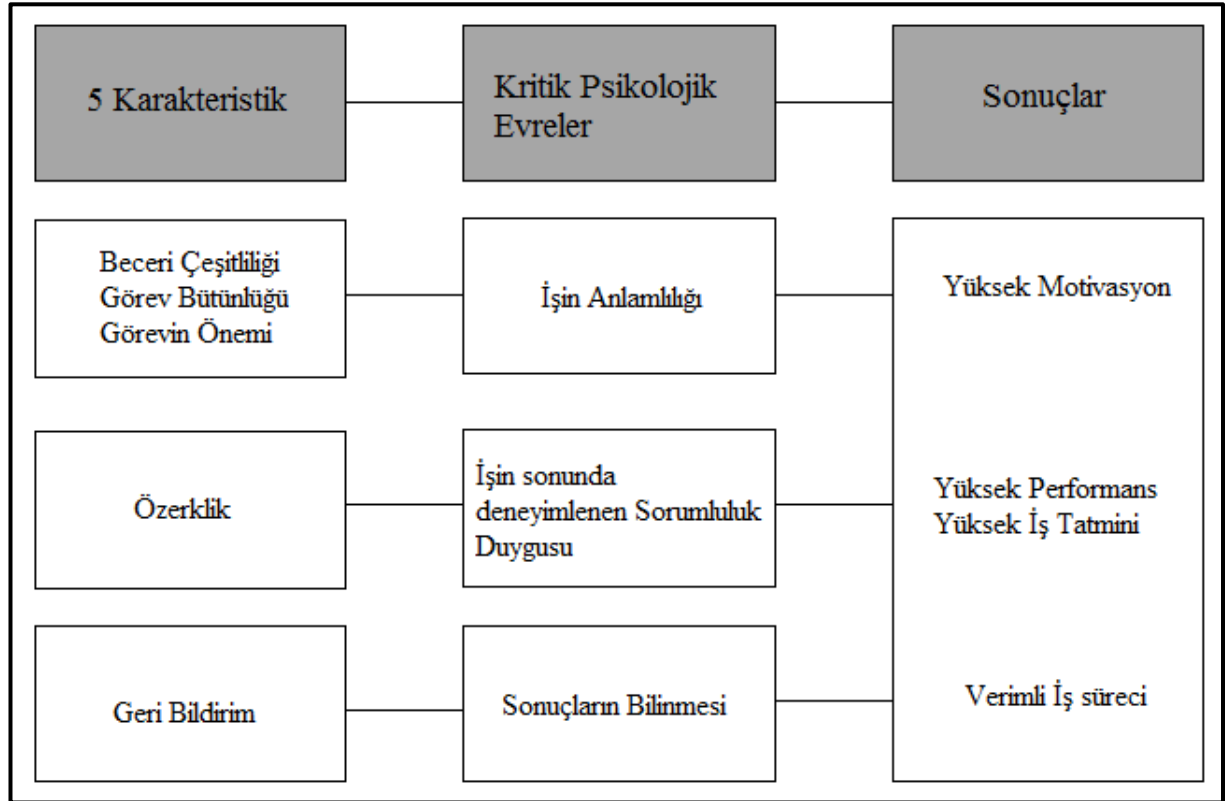 5 Karakteristik
Kritik Psikolojik
Evreler
Sonuçlar
Beceri Çeşitliliği
Görev Bütünlüğü
Görevin Önemi
İşin Anlamlılığı
Yüksek Motivasyon
Özerklik
İşin sonunda
deneyimlenen Sorumluluk
Duygusu
Yüksek Performans
Yüksek İş Tatmini
Geri Bildirim
Sonuçların Bilinmesi
Verimli İş süreci